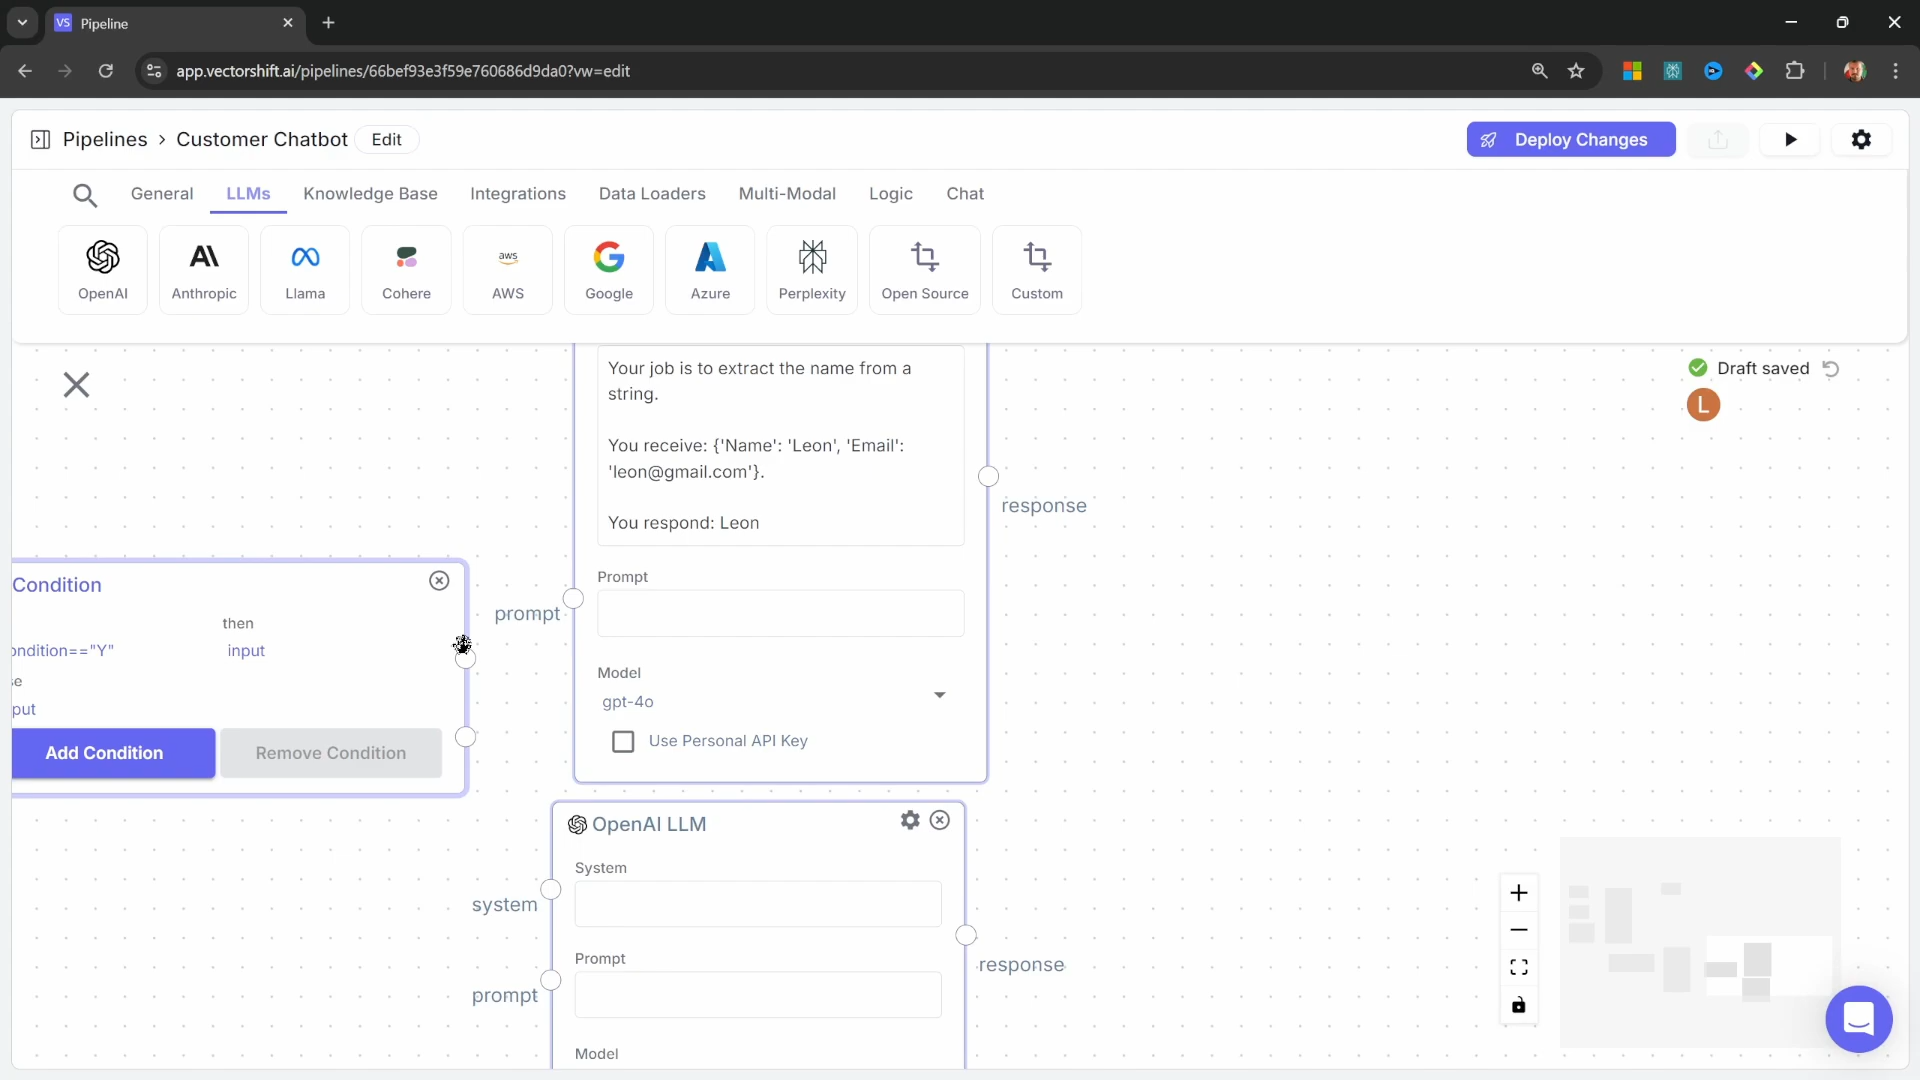 VS Pipeline
app.vectorshift.ai/pipelines/66bef93e3f59e760686d9da0?vw=edit
Pipelines > Customer Chatbot Edit
Deploy Changes
General LLMs Knowledge Base Integrations Data Loaders Multi-Modal Logic Chat
aws
OpenAI Anthropic Llama Cohere AWS Google Azure Perplexity Open Source Custom
Draft saved
L
Your job is to extract the name from a
string.
You receive: {'Name': 'Leon', 'Email':
'leon@gmail.com'}.
You respond: Leon
response
Prompt
prompt
Model
gpt-4o
Use Personal API Key
Condition
then
ondition=="Y" input
se
put
Add Condition Remove Condition
OpenAI LLM
System
system
Prompt
prompt
response
Model